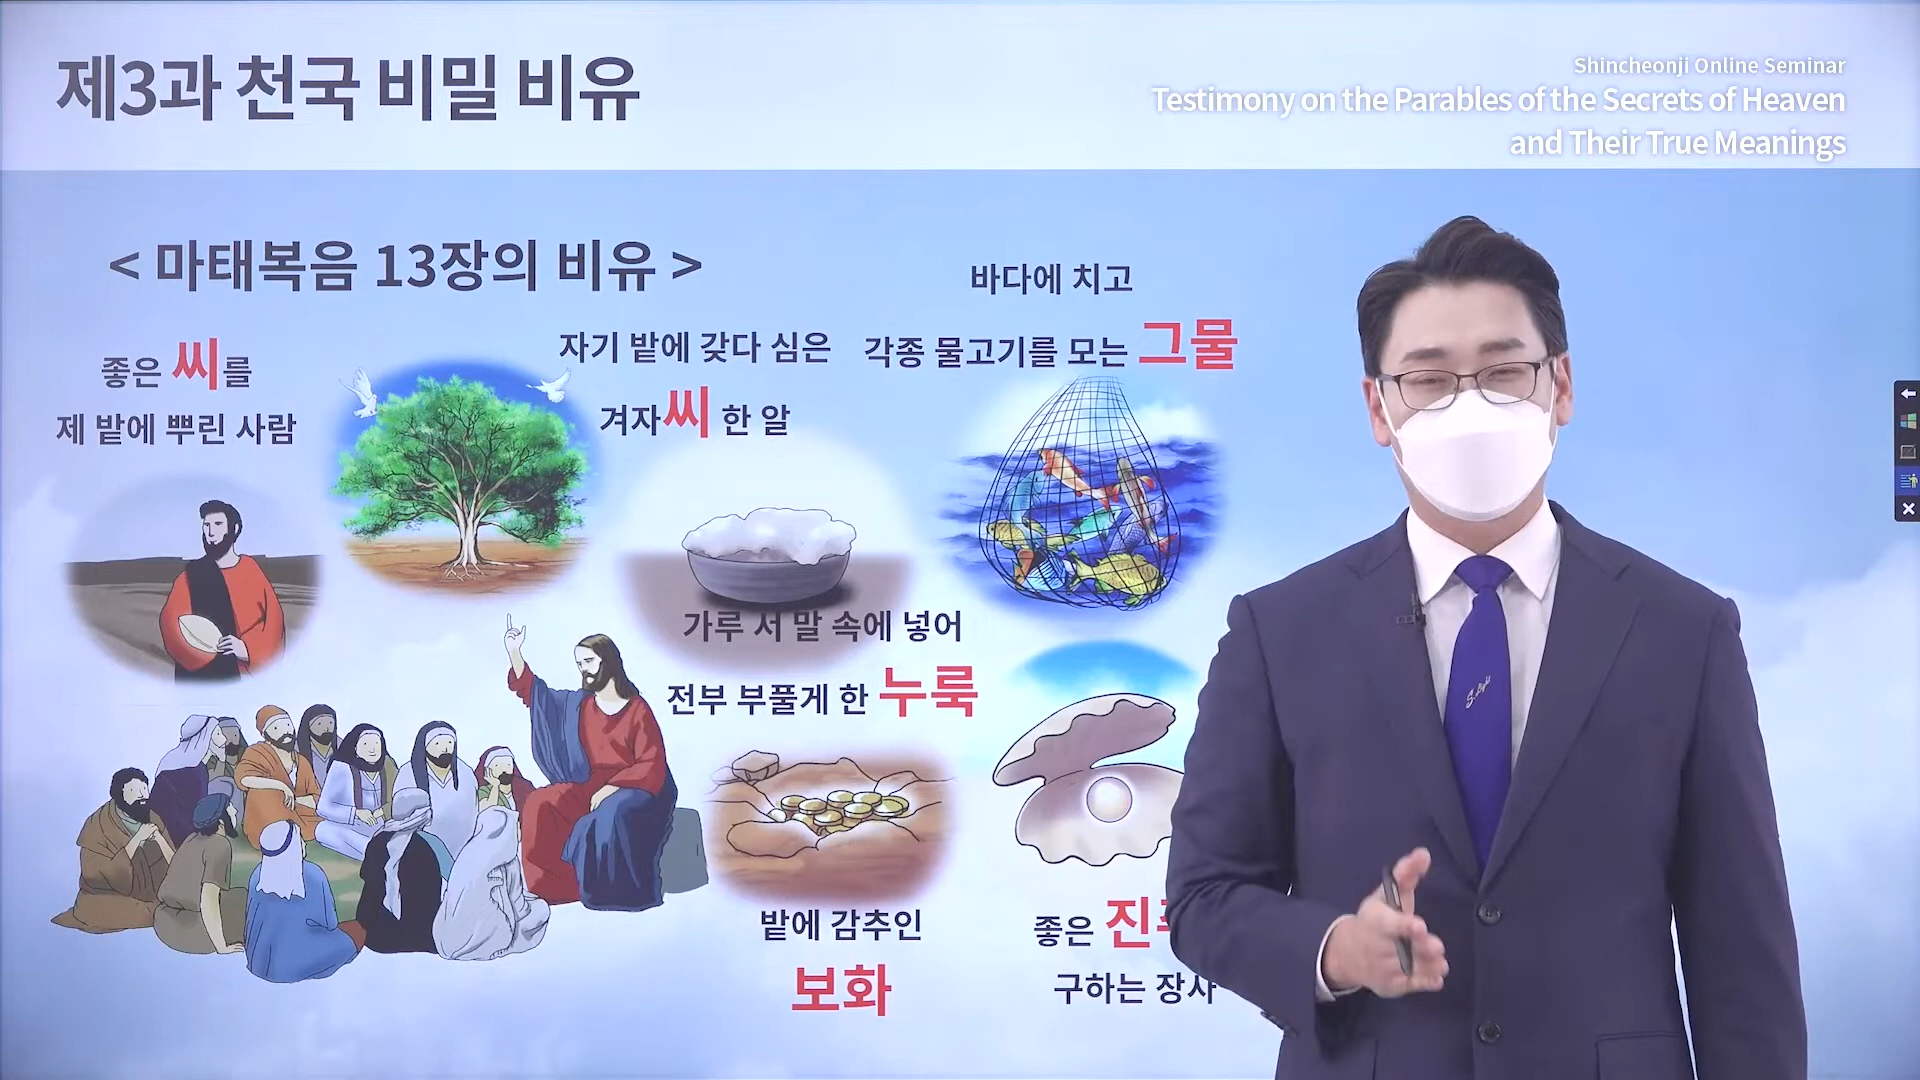 제3과 천국 비밀 비유
Shincheonji Online Seminar
Testimony on the Parables of the Secrets of Heaven
and Their True Meanings
< 마태복음 13장의 비유 >
좋은 씨를
제 밭에 뿌린 사람
자기 밭에 갖다 심은
겨자씨 한 알
바다에 치고
각종 물고기를 모는 그물
가루 서 말 속에 넣어
전부 부풀게 한 누룩
밭에 감추인
보화
좋은
구하는 장사